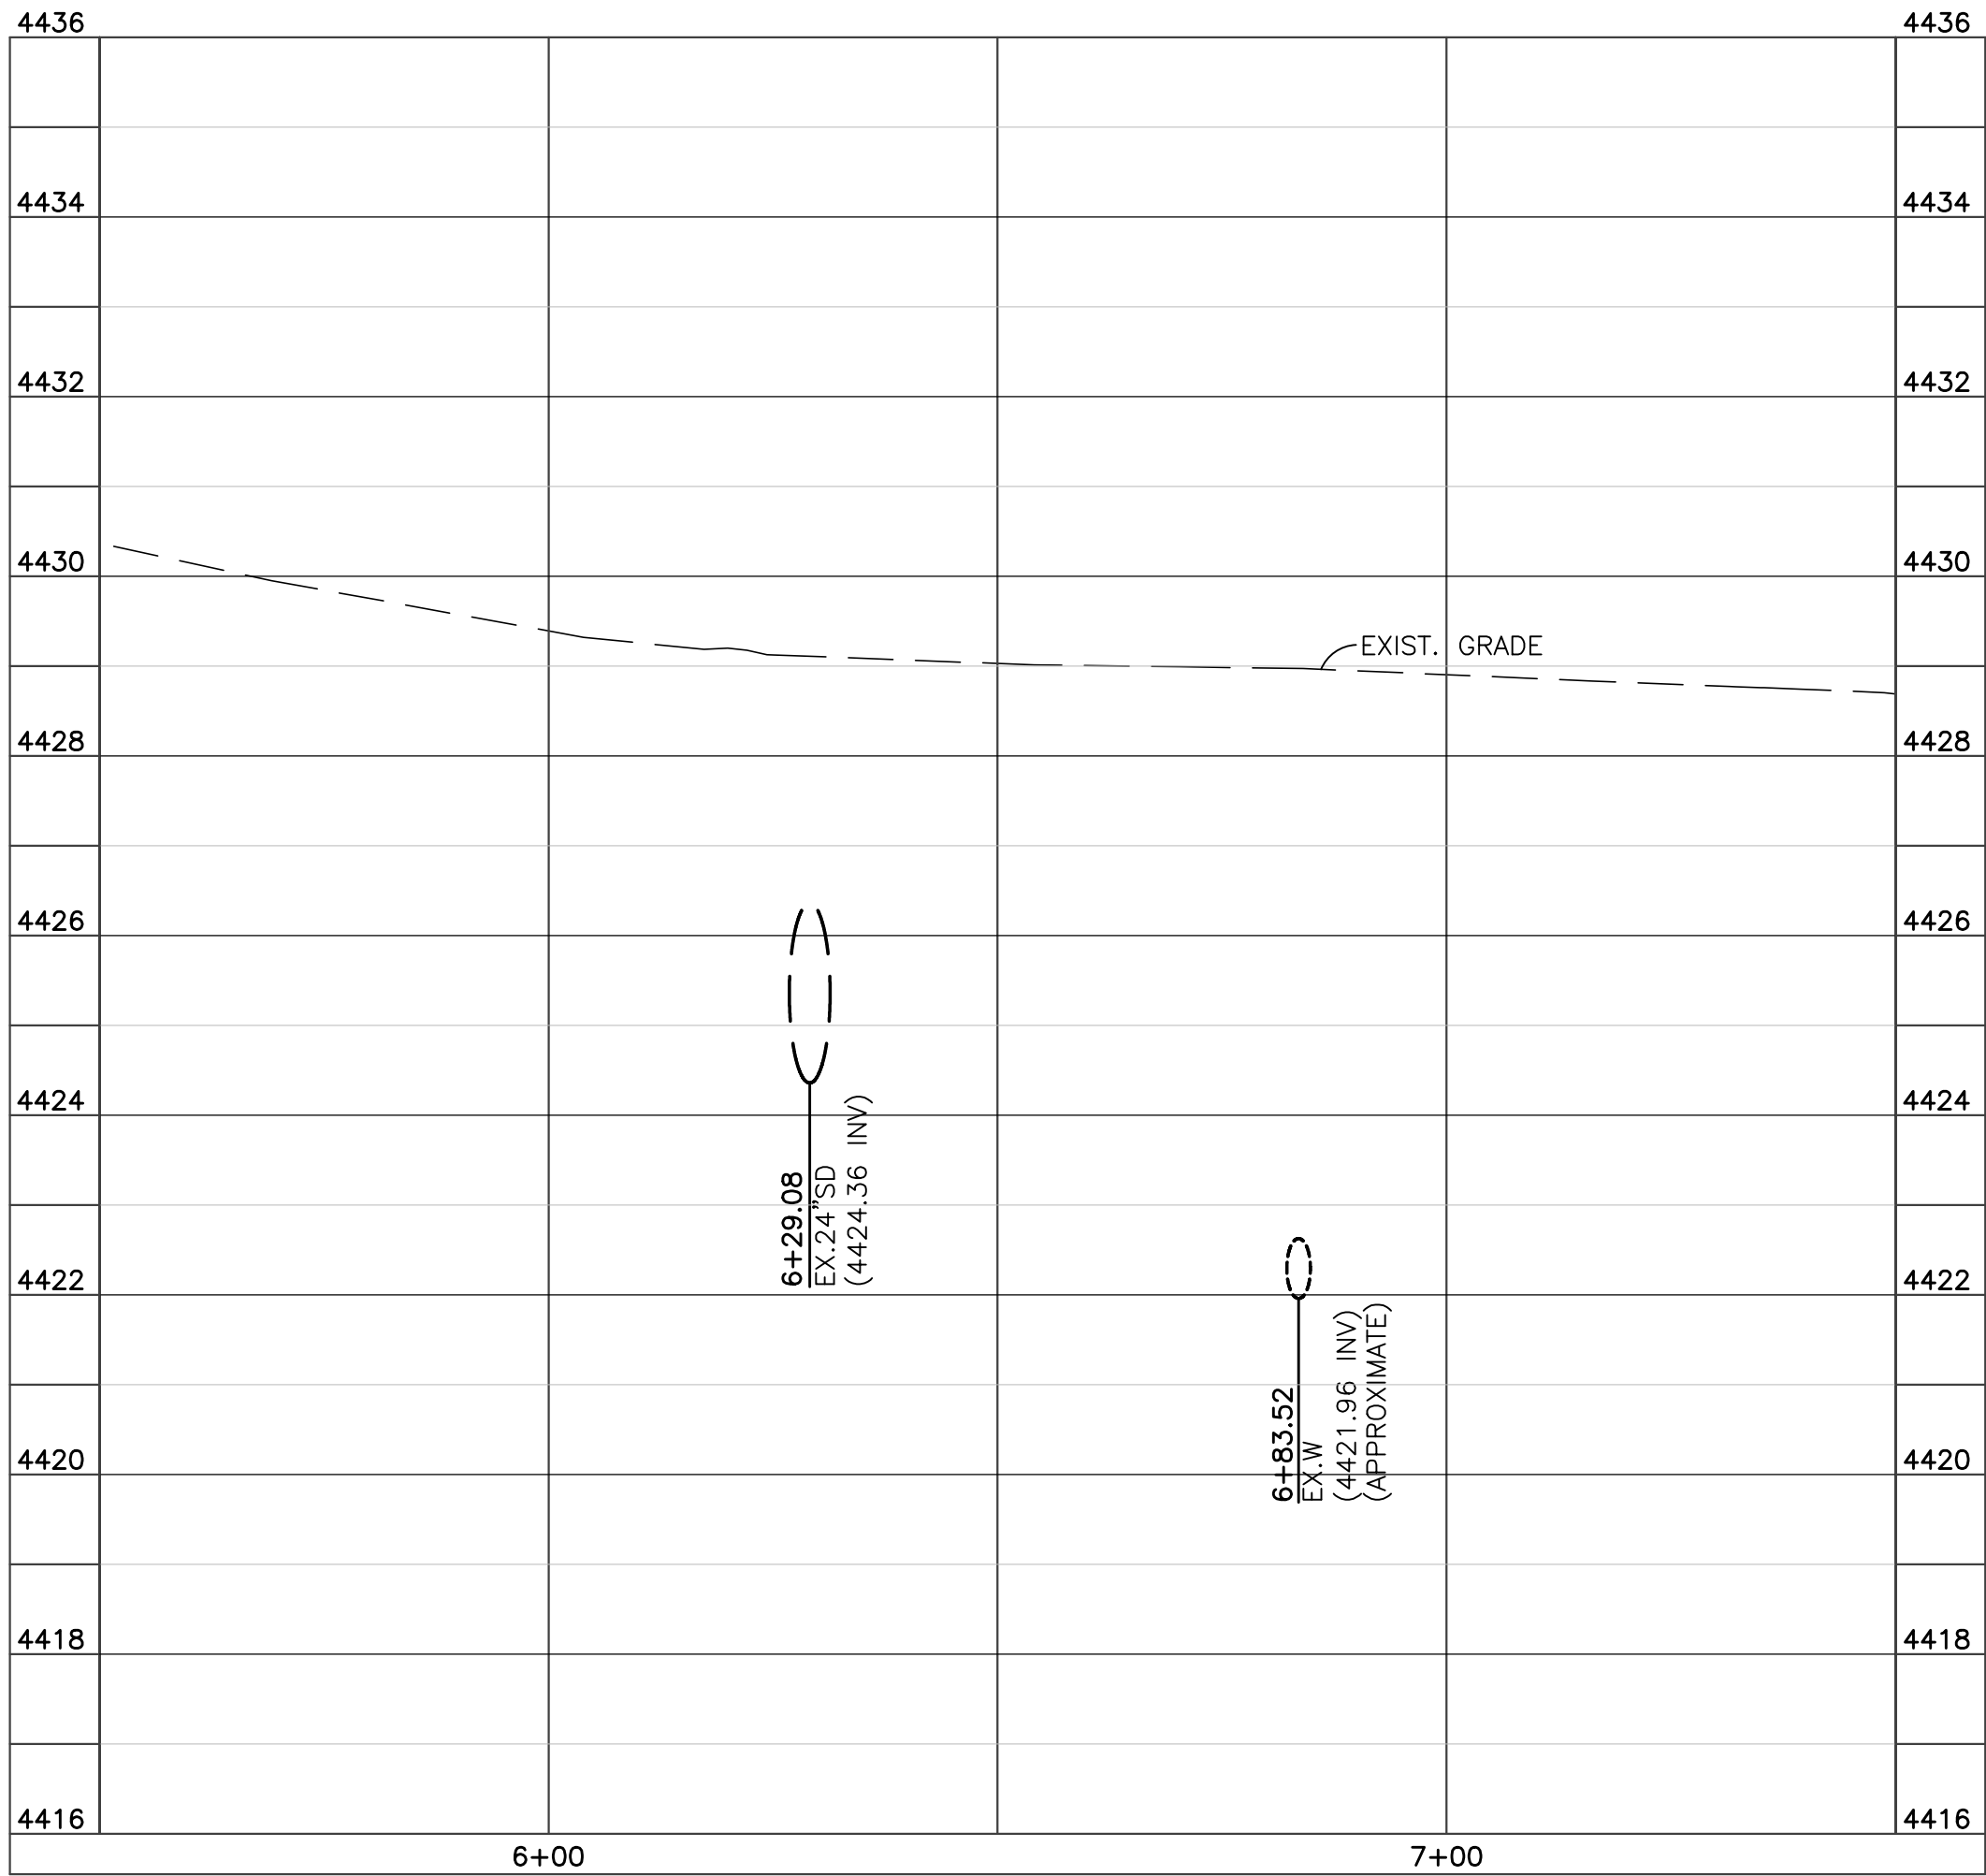 4436 4436
4434 4434
4432 4432
4430 4430
EXIST. GRADE
4428 4428
4426 4426
4424 4424
6+29.08
EX.24"SD
(4424.36 INV)
4422 4422
6+83.52
EX.W
(4421.96 INV)
(APPROXIMATE)
4420 4420
4418 4418
4416 4416
6+00 7+00